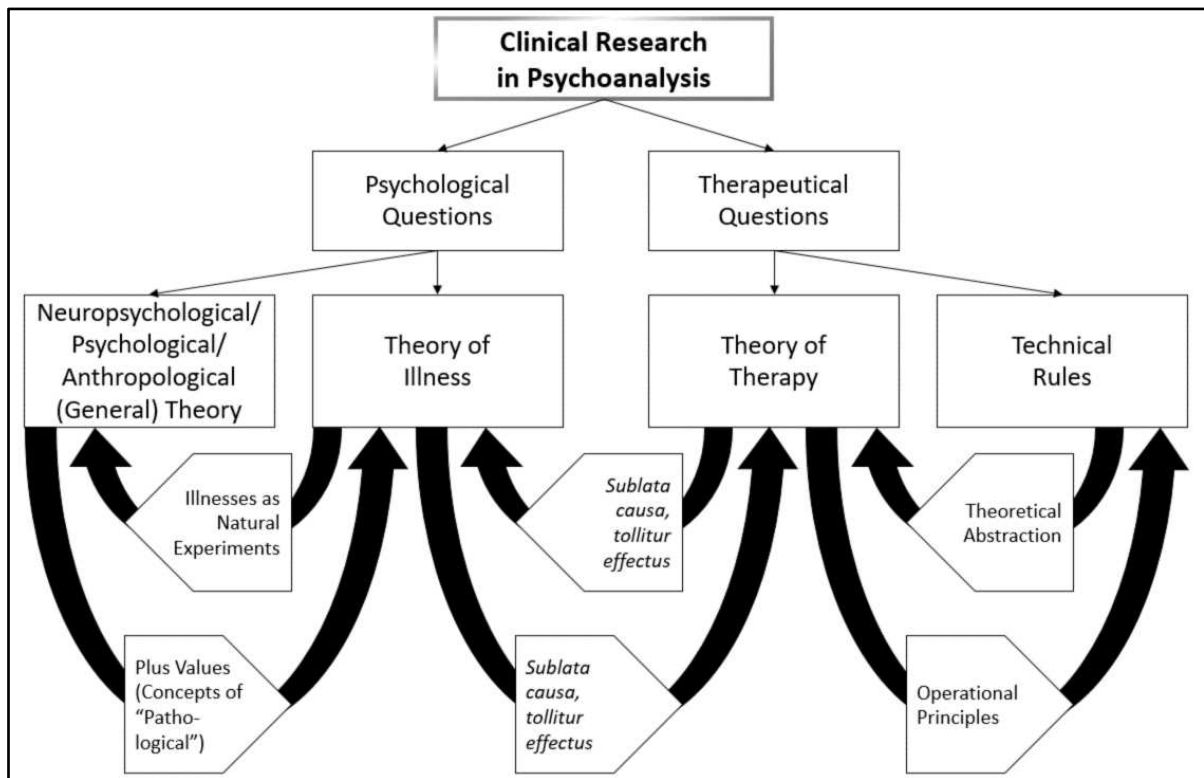 Clinical Research
in Psychoanalysis
Psychological
Questions
Therapeutical
Questions
Neuropsychological/
Psychological/
Anthropological
(General) Theory
Theory of
Illness
Theory of
Therapy
Technical
Rules
Illnesses as
Natural
Experiments
Sublata
causa,
tollitur
effectus
Theoretical
Abstraction
Plus Values
(Concepts of
“Patho-
logical”)
Sublata
causa,
tollitur
effectus
Operational
Principles